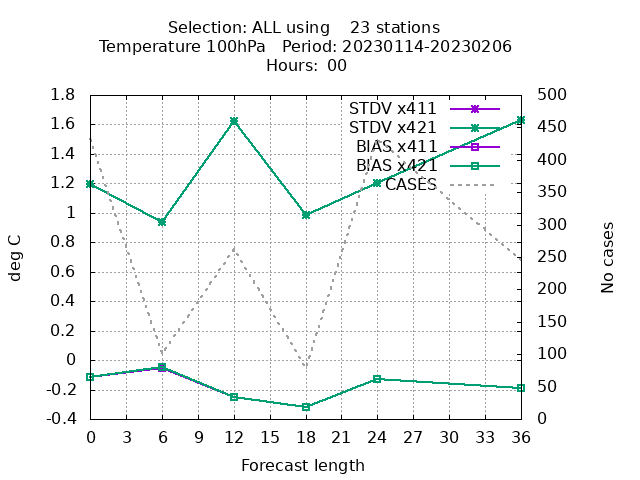 Selection: ALL using    23 stations
Temperature 100hPa   Period: 20230114-20230206
Hours:  00
1.8
1.6
1.4
1.2
1
0.8
0.6
0.4
0.2
0
-0.2
-0.4
deg C
STDV x411
STDV x421
BIAS x411
BIAS x421
CASES
500
450
400
350
300
250
200
150
100
50
0
No cases
0 3 6 9 12 15 18 21 24 27 30 33 36
Forecast length